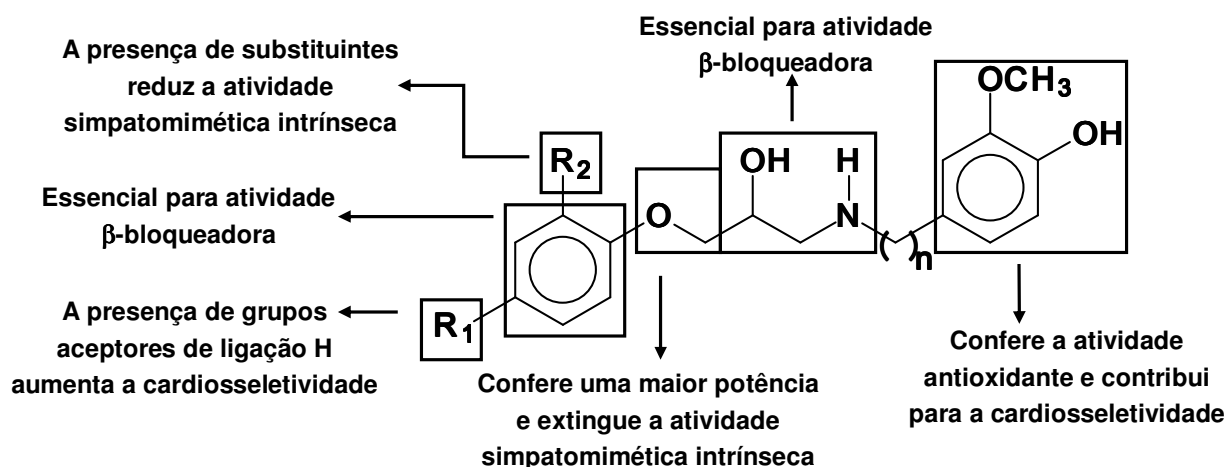 A presença de substituintes
reduz a atividade
simpatomimética intrínseca
Essencial para atividade
β-bloqueadora
OCH3
OH
R2
OH
H
Essencial para atividade
β-bloqueadora
O
N
( )n
R1
A presença de grupos
aceptores de ligação H
aumenta a cardiosseletividade
Confere uma maior potência
e extingue a atividade
simpatomimética intrínseca
Confere a atividade
antioxidante e contribui
para a cardiosseletividade